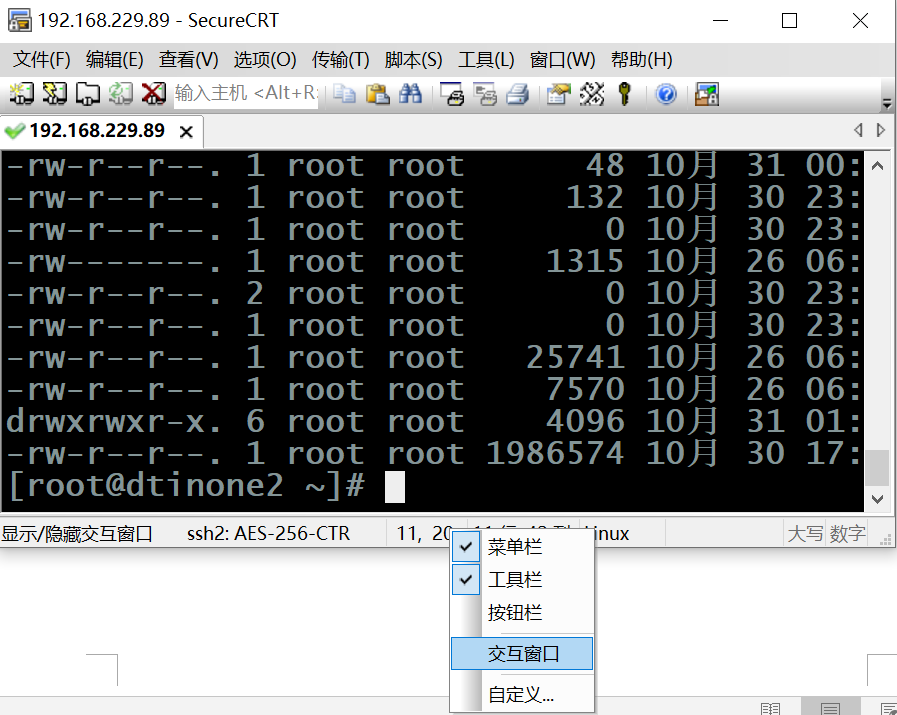 192.168.229.89 - SecureCRT
文件(F) 编辑(E) 查看(V) 选项(O) 传输(T) 脚本(S) 工具(L) 窗口(W) 帮助(H)
输入主机 <Alt+R>
192.168.229.89
-rw-r--r--. 1 root root 48 10月 31 00:
-rw-r--r--. 1 root root 132 10月 30 23:
-rw-r--r--. 1 root root 0 10月 30 23:
-rw-------. 1 root root 1315 10月 26 06:
-rw-r--r--. 2 root root 0 10月 30 23:
-rw-r--r--. 1 root root 0 10月 30 23:
-rw-r--r--. 1 root root 25741 10月 26 06:
-rw-r--r--. 1 root root 7570 10月 26 06:
drwxrwxr-x. 6 root root 4096 10月 31 01:
-rw-r--r--. 1 root root 1986574 10月 30 17:
[root@dtinone2 ~]#
显示/隐藏交互窗口 ssh2: AES-256-CTR 11, 20 inux 大写 数字
菜单栏
工具栏
按钮栏
交互窗口
自定义...